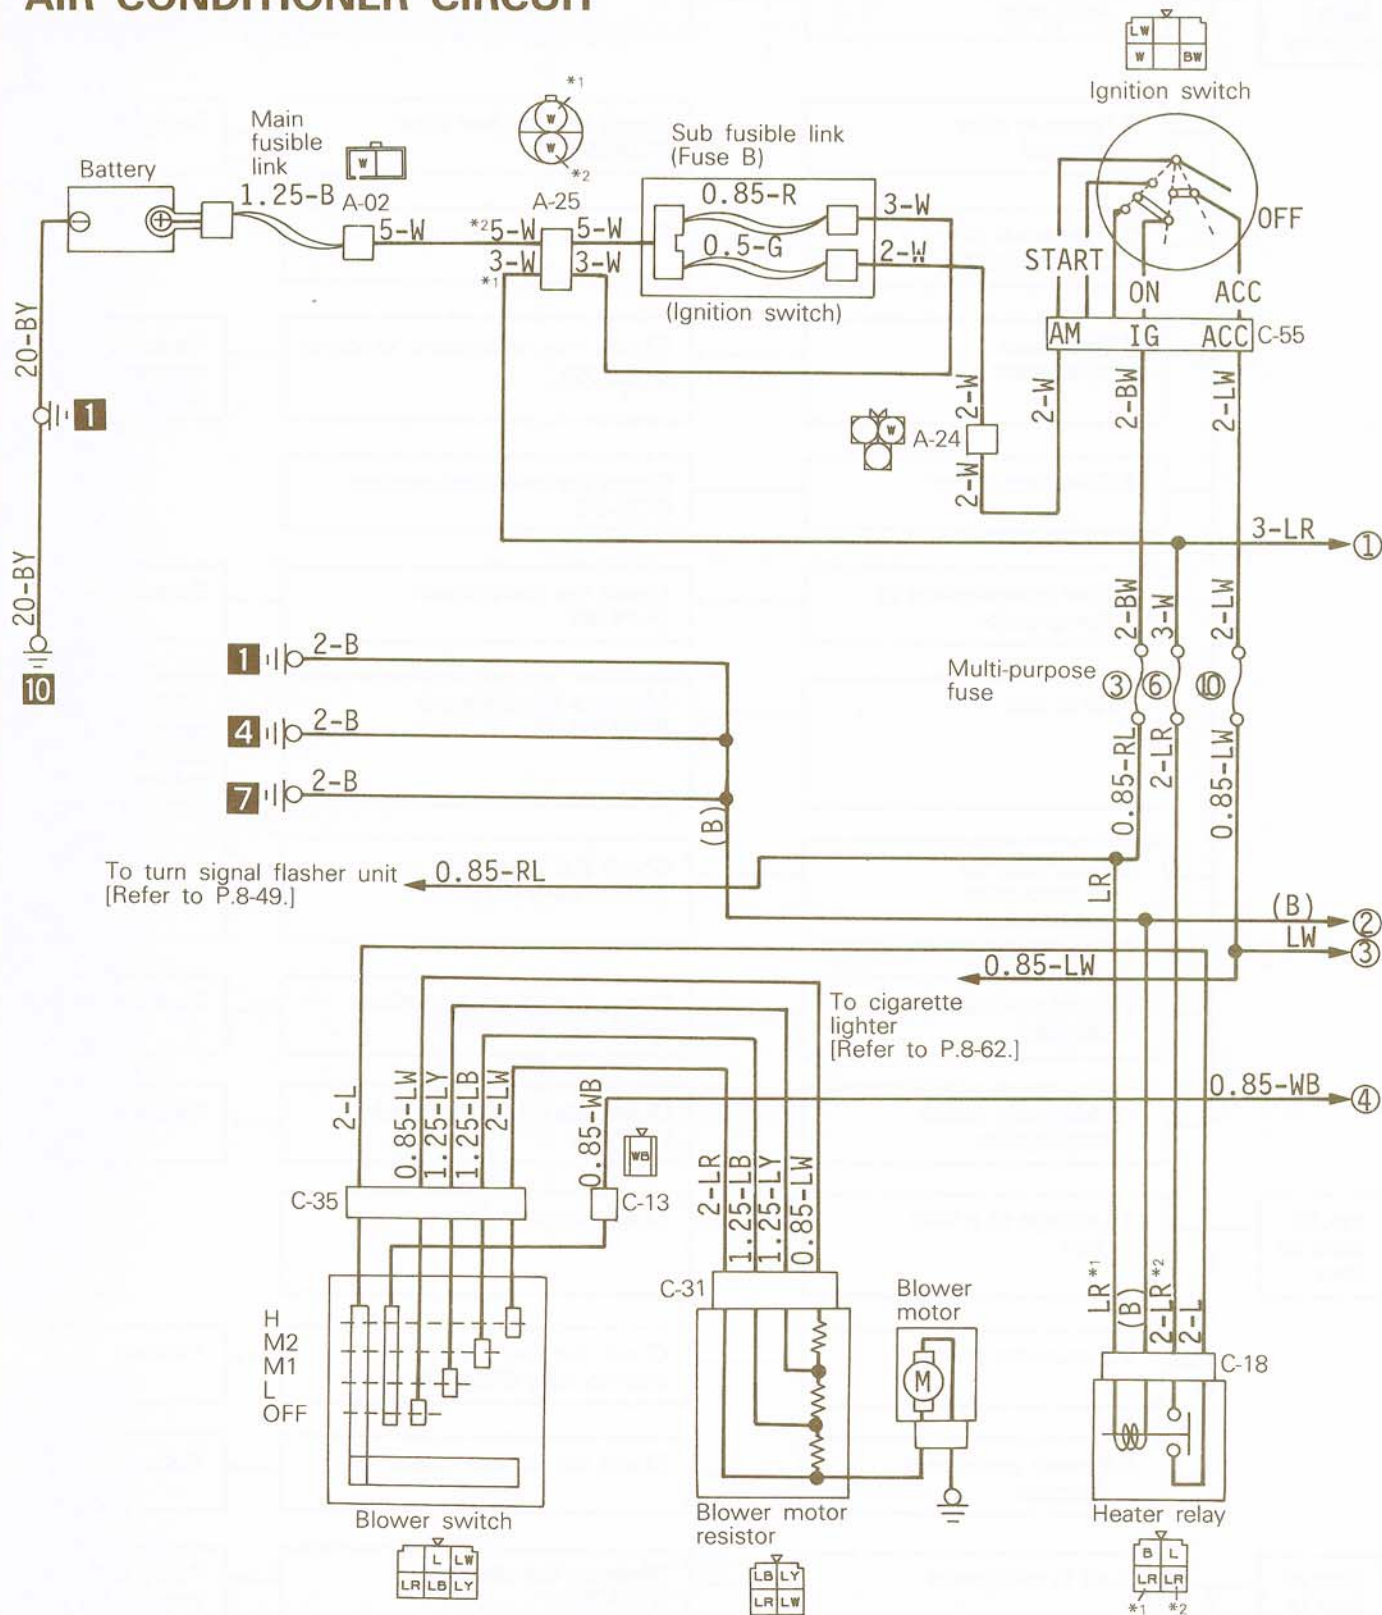 AIR CONDITIONER CIRCUIT
LW
W
BW
Ignition switch
Main
fusible
link
Battery
1.25-B
W
A-02
*1
W
W
*2
A-25
Sub fusible link
(Fuse B)
0.85-R
0.5-G
(Ignition switch)
3-W
2-W
5-W
*2
5-W
5-W
3-W
*1
3-W
OFF
START
ON
ACC
AM
IG
ACC
C-55
20-BY
1
20-BY
10
2-W
2-W
2-BW
2-LW
W
A-24
2-W
3-LR
①
2-BW
3-W
2-LW
Multi-purpose
fuse
③
⑥
⑩
0.85-RL
2-LR
0.85-LW
1
2-B
4
2-B
7
2-B
(B)
To turn signal flasher unit
[Refer to P.8-49.]
0.85-RL
LR
(B)
②
LW
③
0.85-LW
To cigarette
lighter
[Refer to P.8-62.]
0.85-WB
④
2-L
0.85-LW
1.25-LY
1.25-LB
2-LW
0.85-WB
WB
C-35
C-13
2-LR
1.25-LB
1.25-LY
0.85-LW
C-31
H
M2
M1
L
OFF
Blower switch
L
LW
LR
LB
LY
Blower motor
resistor
LB
LY
LR
LW
Blower
motor
M
LR*1
(B)
2-LR*2
2-L
C-18
Heater relay
B
L
LR
LR
*1
*2